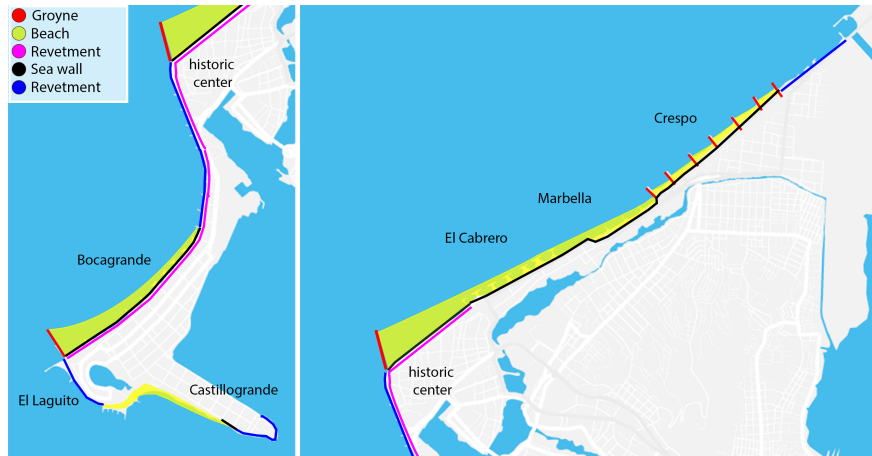 Groyne
Beach
Revetment
Sea wall
Revetment
historic
center
Bocagrande
El Laguito
Castillogrande
Crespo
Marbella
El Cabrero
historic
center